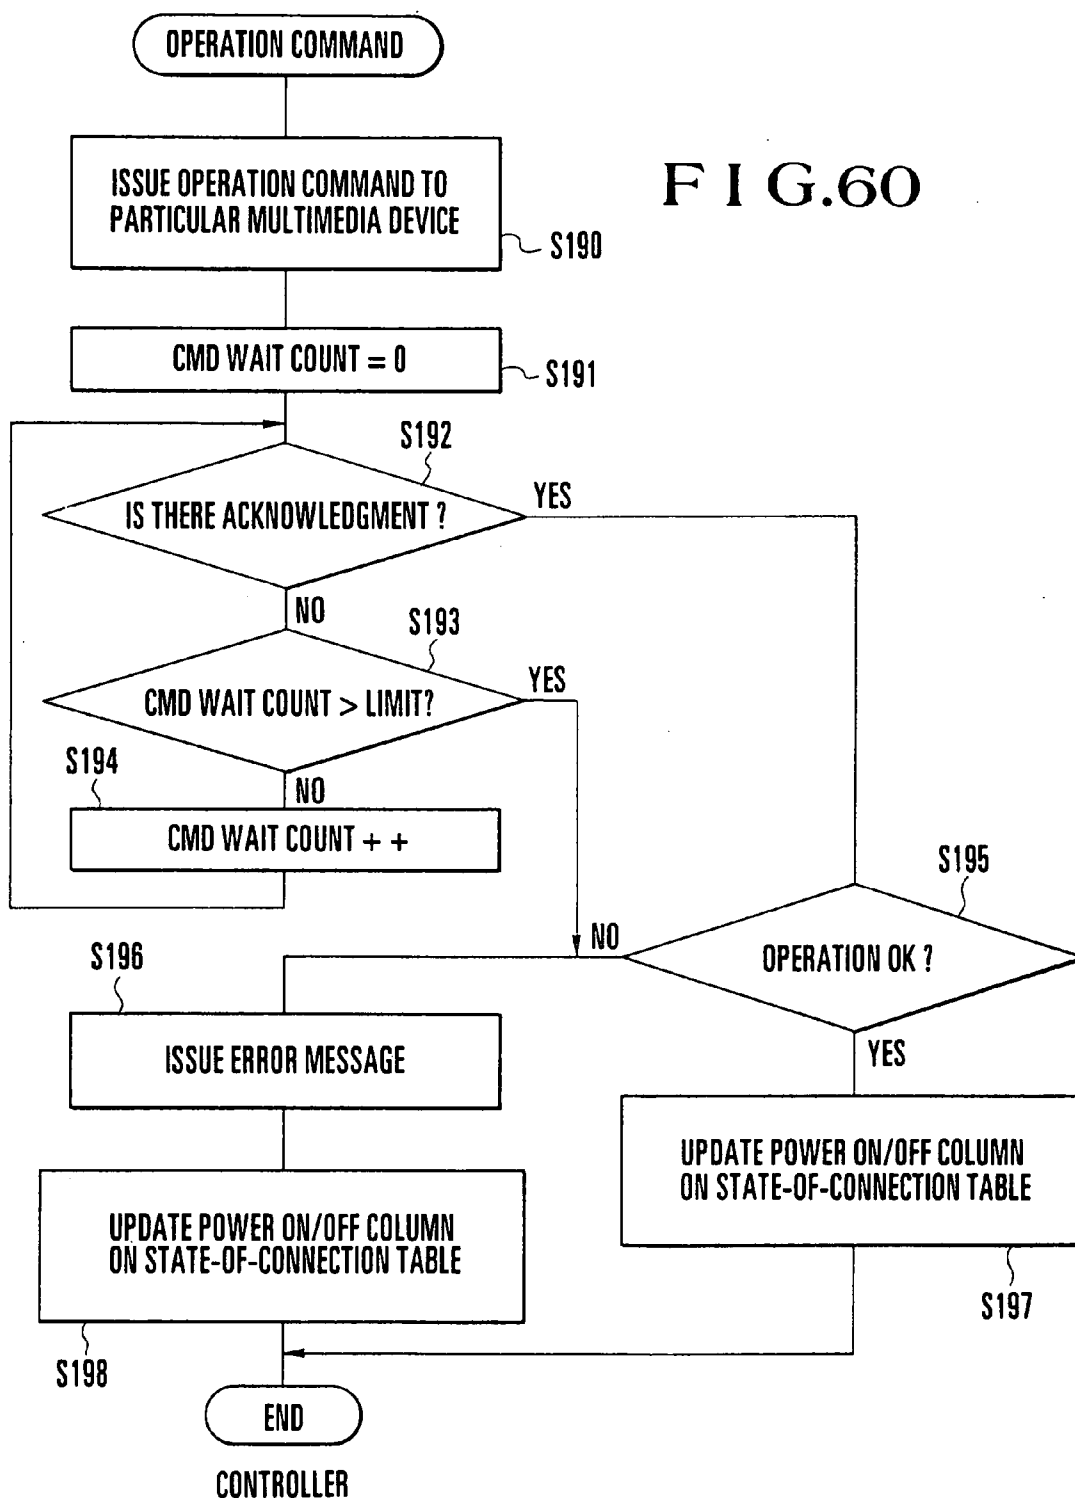 OPERATION COMMAND
F I G.60
ISSUE OPERATION COMMAND TO
PARTICULAR MULTIMEDIA DEVICE
S190
CMD WAIT COUNT = 0
S191
S192
IS THERE ACKNOWLEDGMENT ?
YES
NO
S193
CMD WAIT COUNT > LIMIT?
YES
NO
S194
CMD WAIT COUNT + +
S195
OPERATION OK ?
NO
YES
S196
ISSUE ERROR MESSAGE
UPDATE POWER ON/OFF COLUMN
ON STATE-OF-CONNECTION TABLE
S197
UPDATE POWER ON/OFF COLUMN
ON STATE-OF-CONNECTION TABLE
S198
END
CONTROLLER